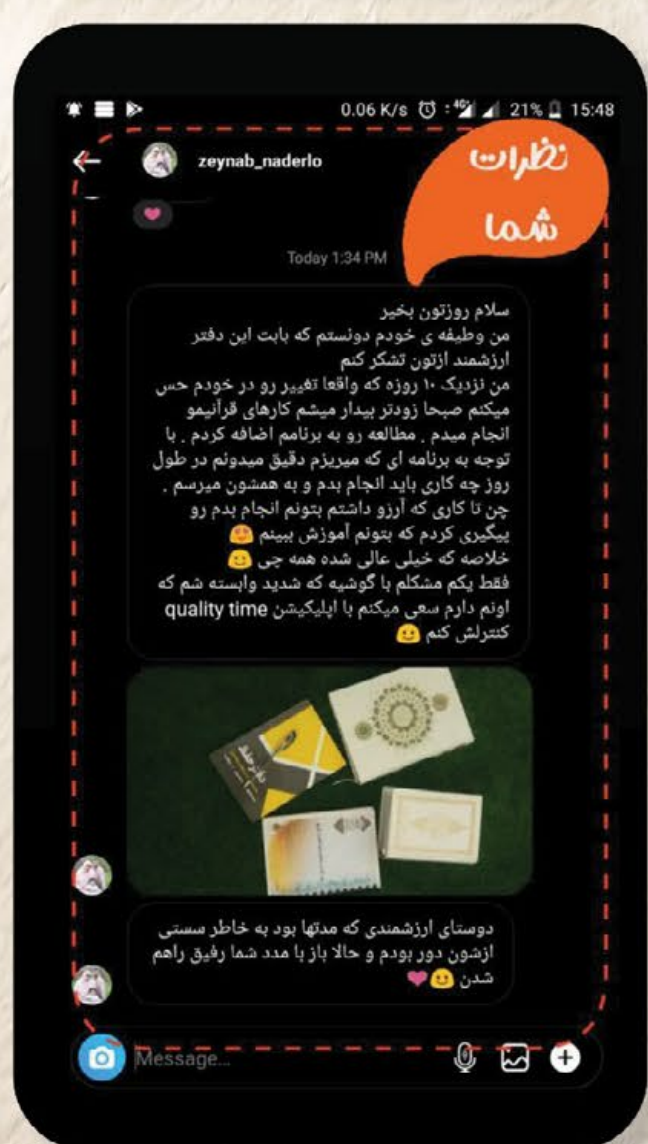 0.06 K/s 4G 21% 15:48
zeynab_naderlo
نظرات
شما
Today 1:34 PM
سلام روزتون بخیر
من وظیفه ی خودم دونستم که بابت این دفتر
ارزشمند ازتون تشکر کنم
من نزدیک ۱۰ روزه که واقعا تغییر رو در خودم حس
میکنم صبحا زودتر بیدار میشم کارهای قرآنیمو
انجام میدم . مطالعه رو به برنامم اضافه کردم . با
توجه به برنامه ای که میریزم دقیق میدونم در طول
روز چه کاری باید انجام بدم و به همشون میرسم .
چن تا کاری که آرزو داشتم بتونم انجام بدم رو
پیگیری کردم که بتونم آموزش ببینم 😍
خلاصه که خیلی عالی شده همه چی 😊
فقط یکم مشکلم با گوشیه که شدید وابسته شم که
اونم دارم سعی میکنم با اپلیکیشن quality time
کنترلش کنم 😊
دوستای ارزشمندی که مدتها بود به خاطر سستی
ازشون دور بودم و حالا باز با مدد شما رفیق راهم
شدن 😊❤
Message...